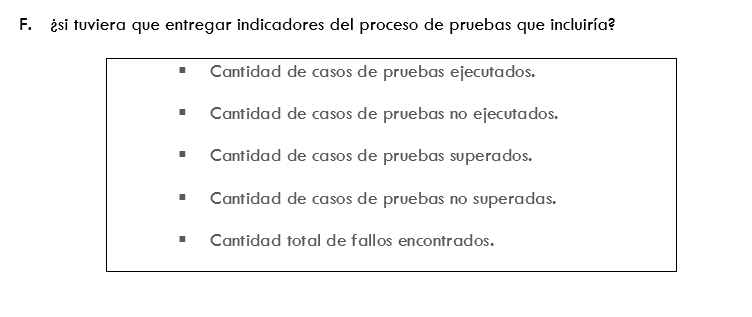 F. ¿si tuviera que entregar indicadores del proceso de pruebas que incluiría?
▪ Cantidad de casos de pruebas ejecutados.
▪ Cantidad de casos de pruebas no ejecutados.
▪ Cantidad de casos de pruebas superados.
▪ Cantidad de casos de pruebas no superadas.
▪ Cantidad total de fallos encontrados.